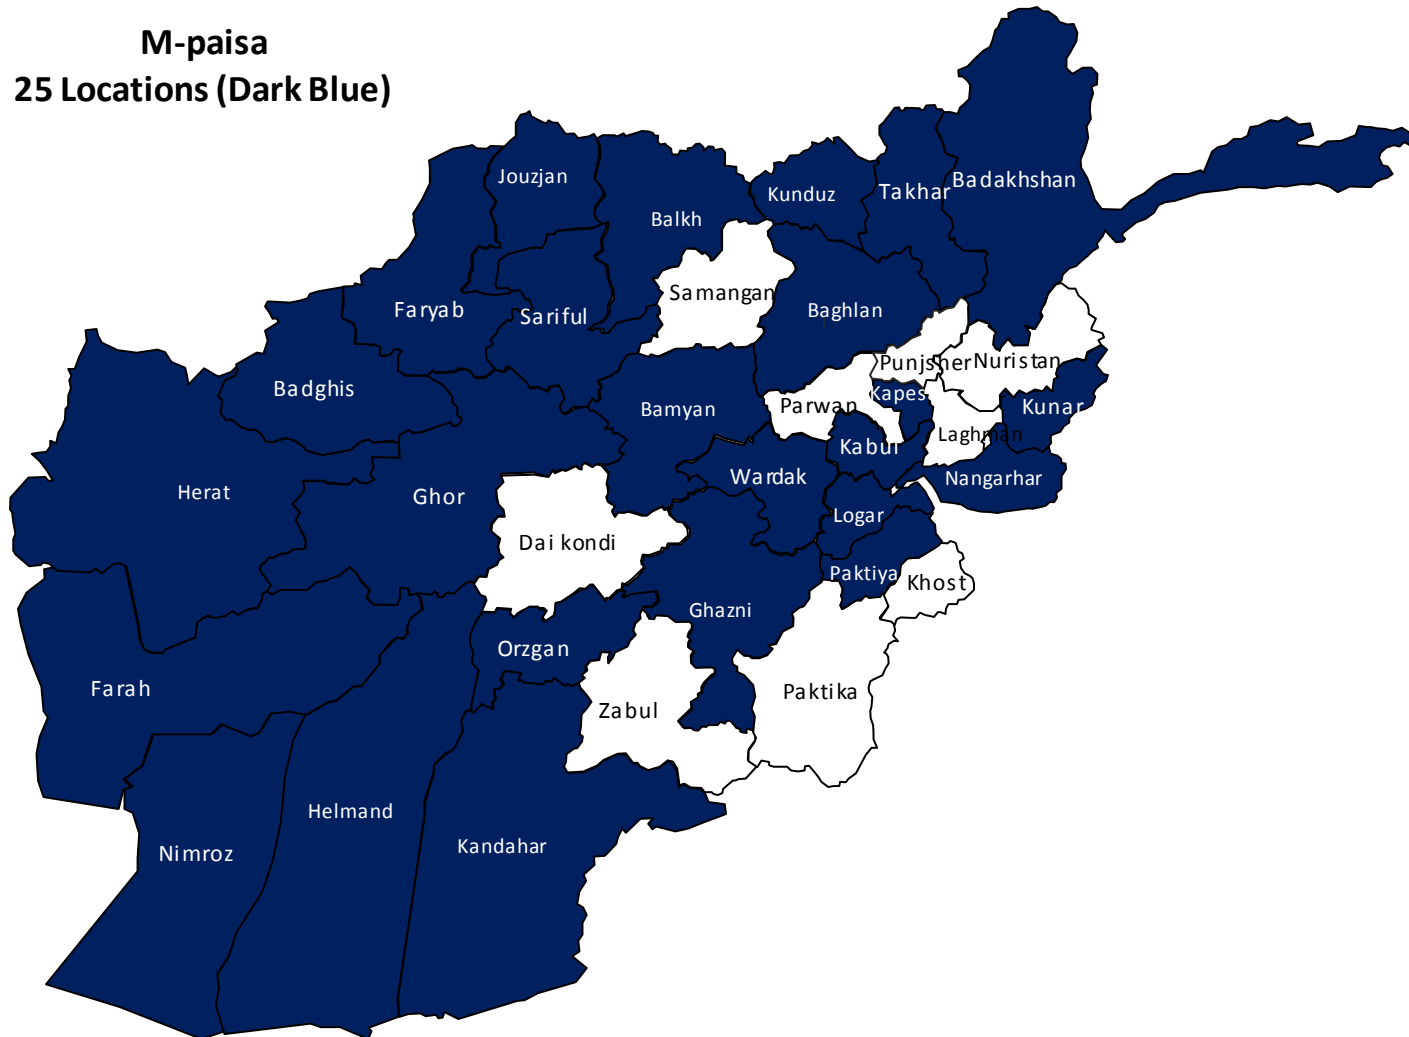 M-paisa
25 Locations (Dark Blue)
Jouzjan
Badakhshan
Takhar
Kunduz
Balkh
Samangan
Faryab
Sariful
Baghlan
Punjsher
Nuristan
Badghis
Kapes
Parwan
Bamyan
Kunar
Laghman
Kabul
Wardak
Nangarhar
Herat
Ghor
Logar
Dai kondi
Paktiya
Khost
Ghazni
Orzgan
Farah
Zabul
Paktika
Helmand
Kandahar
Nimroz